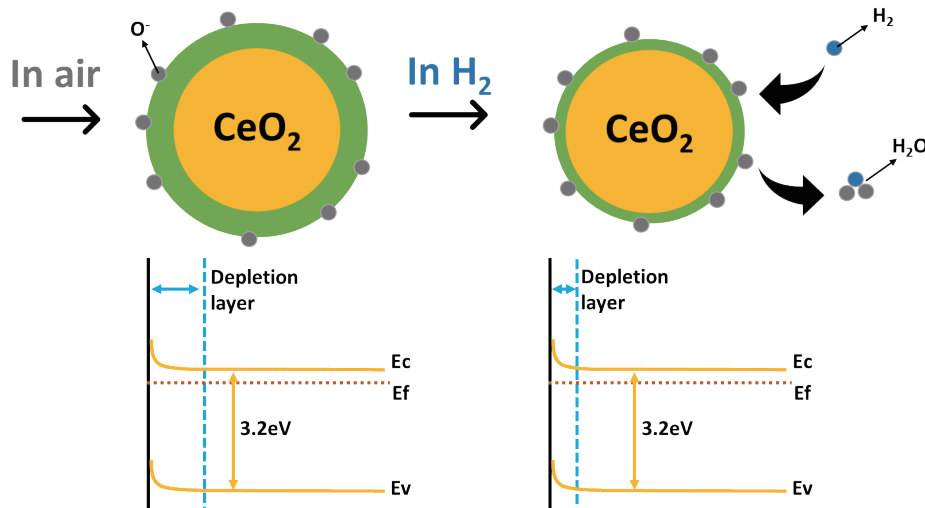 O⁻
In air
CeO₂
In H₂
CeO₂
H₂
H₂O
Depletion
layer
Ec
Ef
3.2eV
Ev
Depletion
layer
Ec
Ef
3.2eV
Ev